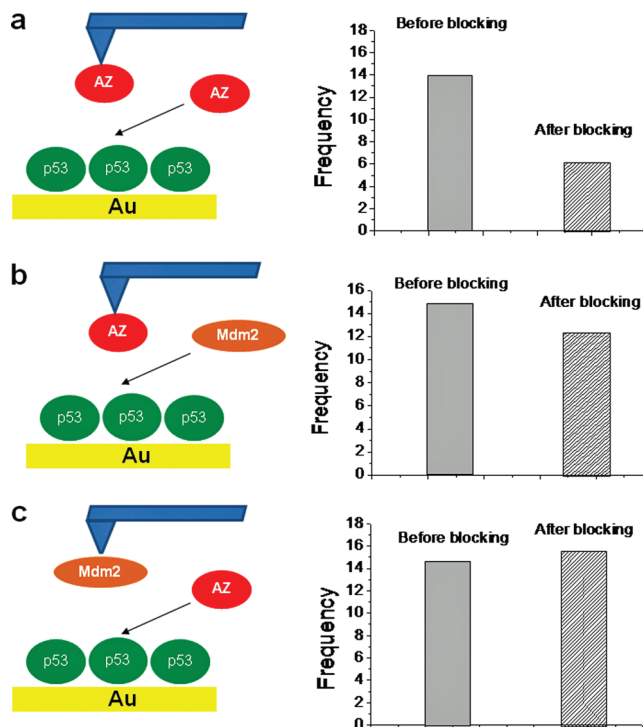 a
AZ
AZ
p53 p53 p53
Au
Frequency
18
16
14
12
10
8
6
4
2
0
Before blocking
After blocking
b
AZ
Mdm2
p53 p53 p53
Au
Frequency
16
14
12
10
8
6
4
2
0
Before blocking
After blocking
c
Mdm2
AZ
p53 p53 p53
Au
Frequency
18
16
14
12
10
8
6
4
2
0
Before blocking
After blocking